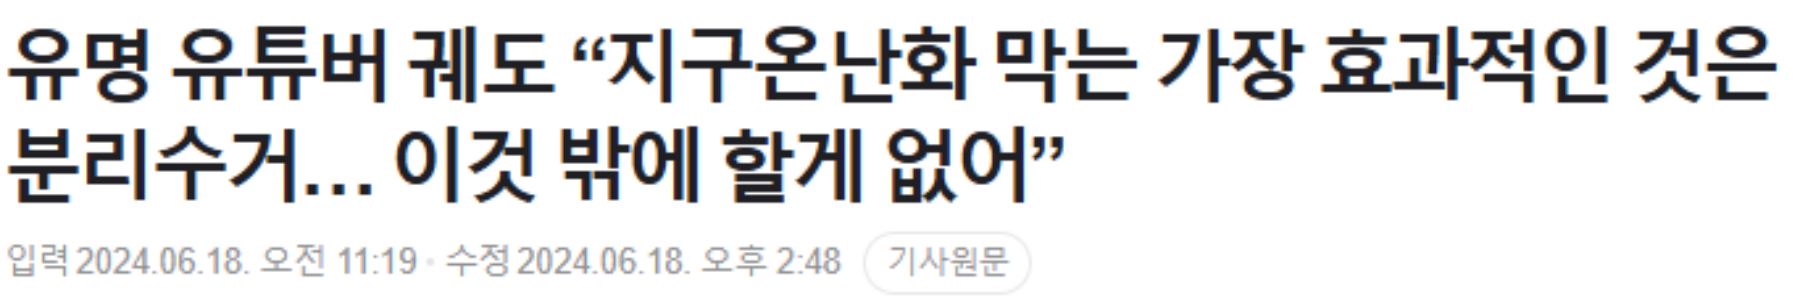 유명 유튜버 궤도 “지구온난화 막는 가장 효과적인 것은
분리수거… 이것 밖에 할게 없어”
입력 2024.06.18. 오전 11:19 · 수정 2024.06.18. 오후 2:48 기사원문